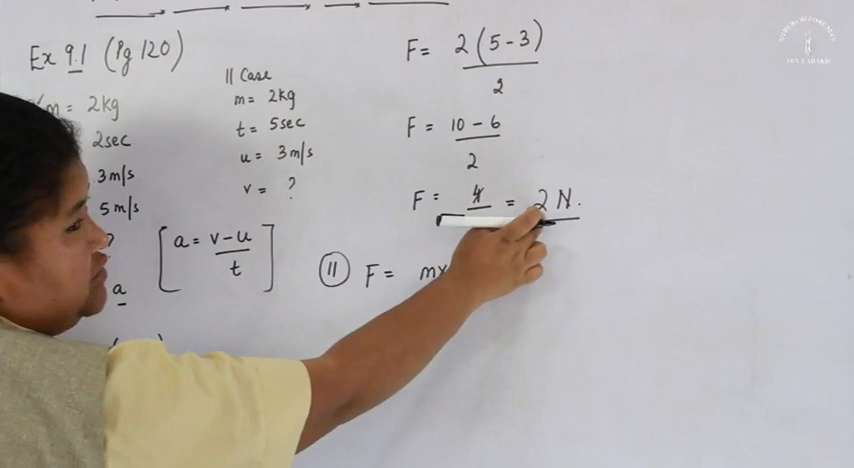 Ex 9.1 (Pg 120)
m = 2kg
2sec
3m/s
5m/s
?
a
[a = v-u / t]
II Case
m = 2kg
t = 5sec
u = 3m/s
v = ?
F = 2(5-3)
2
F = 10 - 6
2
F = 4 = 2 N.
(II) F = mx